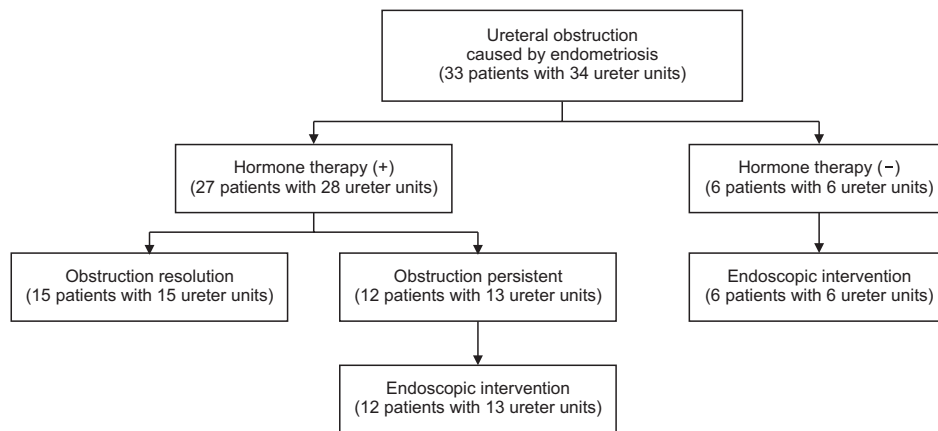 Ureteral obstruction
caused by endometriosis
(33 patients with 34 ureter units)
Hormone therapy (+)
(27 patients with 28 ureter units)
Hormone therapy (−)
(6 patients with 6 ureter units)
Obstruction resolution
(15 patients with 15 ureter units)
Obstruction persistent
(12 patients with 13 ureter units)
Endoscopic intervention
(6 patients with 6 ureter units)
Endoscopic intervention
(12 patients with 13 ureter units)